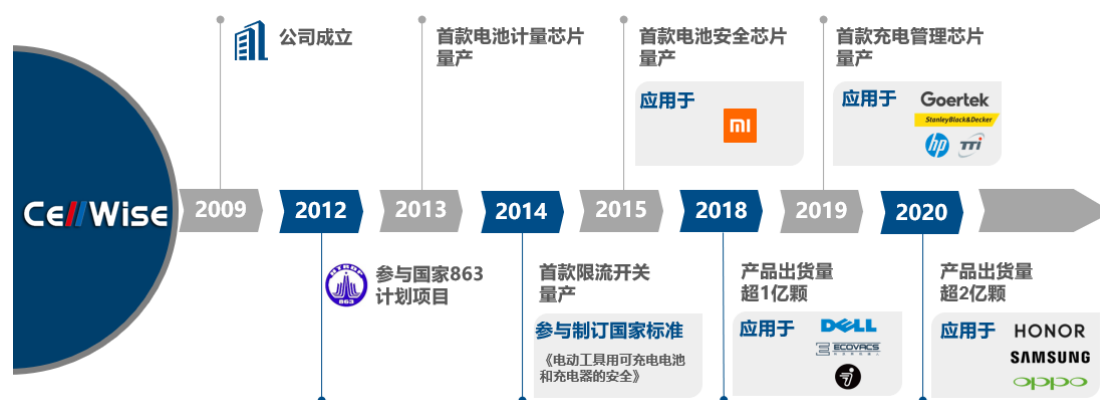 公司成立
首款电池计量芯片
量产
首款电池安全芯片
量产
应用于
mi
首款充电管理芯片
量产
应用于
Goertek
StanleyBlack&Decker
hp
TTi
CellWise
2009
2012
2013
2014
2015
2018
2019
2020
863
参与国家863
计划项目
首款限流开关
量产
参与制订国家标准
《电动工具用可充电电池
和充电器的安全》
产品出货量
超1亿颗
应用于
DELL
ECOVACS
产品出货量
超2亿颗
应用于
HONOR
SAMSUNG
oppo